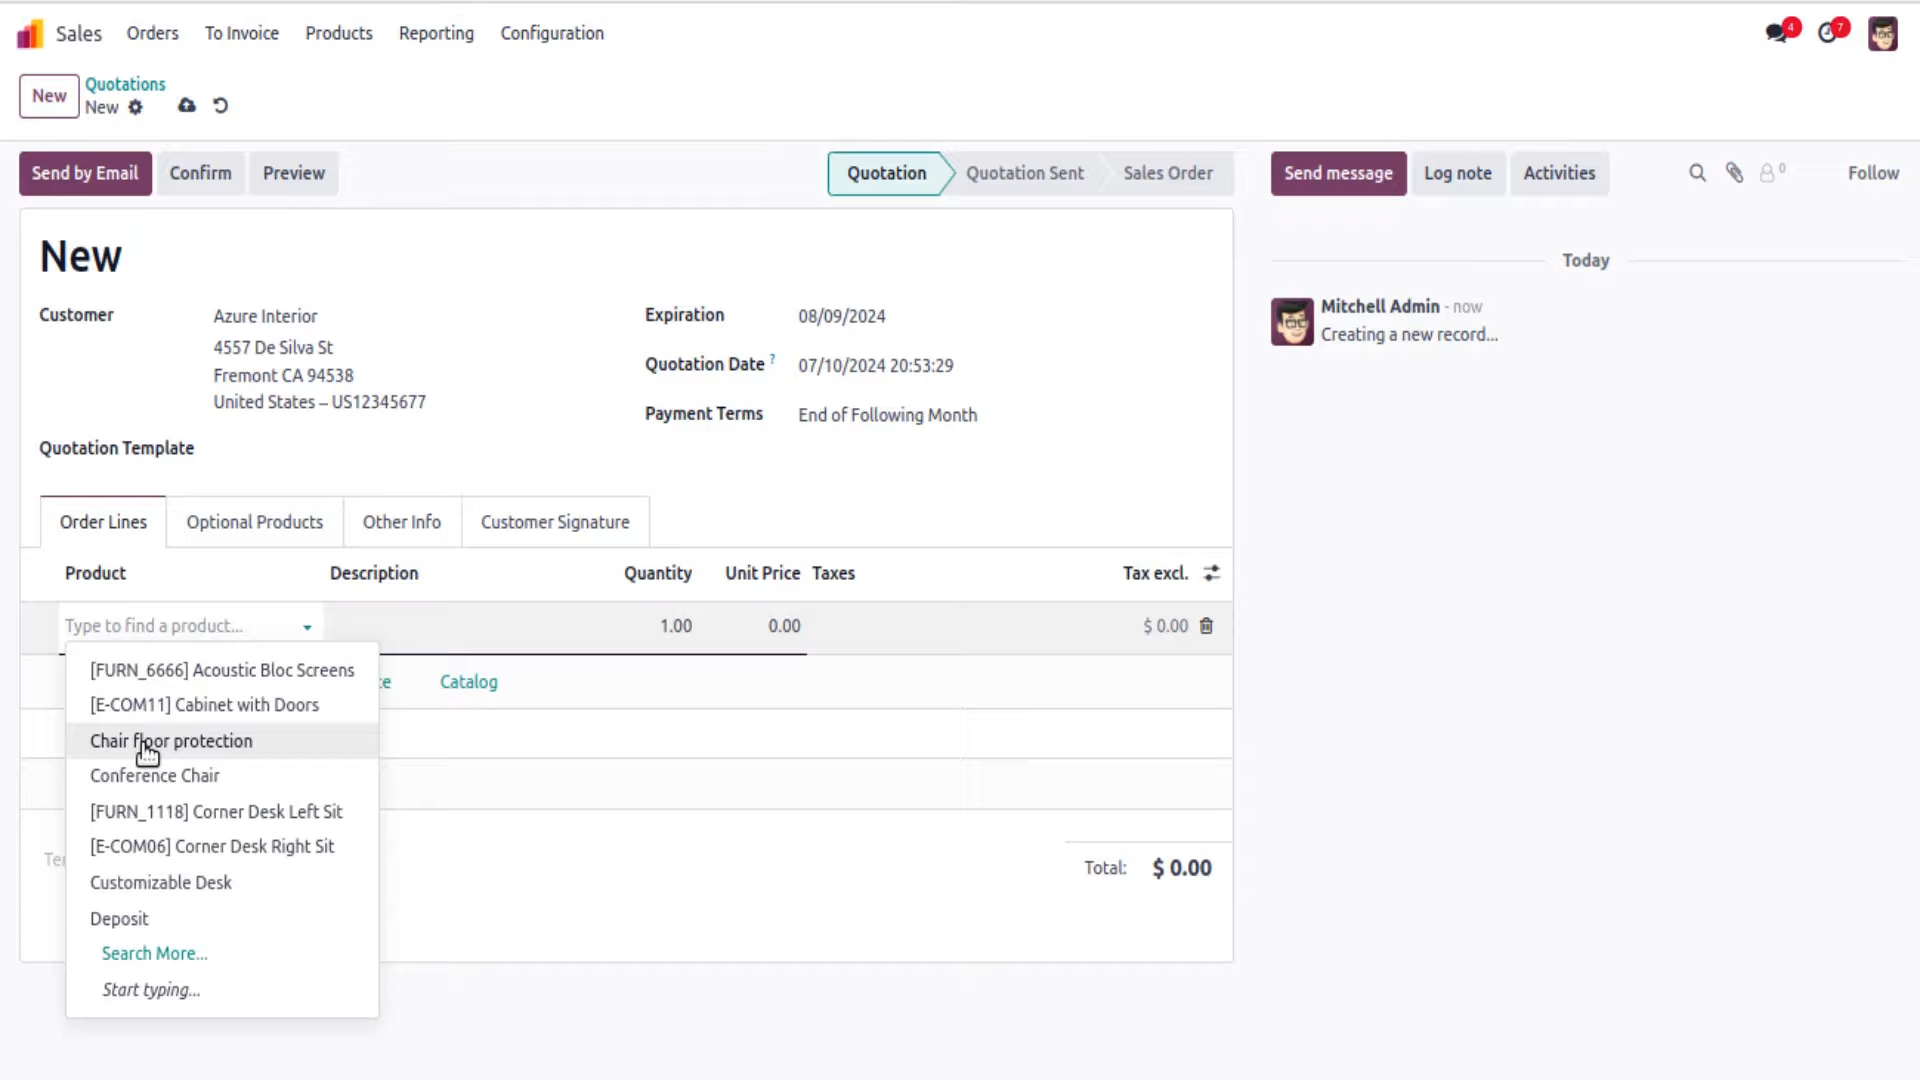 Sales Orders To Invoice Products Reporting Configuration 4 7
New Quotations
New
Send by Email Confirm Preview Quotation Quotation Sent Sales Order Send message Log note Activities 0 Follow
New
Today
Customer Azure Interior Expiration 08/09/2024
4557 De Silva St
Fremont CA 94538
United States – US12345677
Quotation Date ? 07/10/2024 20:53:29
Payment Terms End of Following Month
Mitchell Admin - now
Creating a new record...
Quotation Template
Order Lines Optional Products Other Info Customer Signature
Product Description Quantity Unit Price Taxes Tax excl.
Type to find a product... 1.00 0.00 $ 0.00
Catalog
[FURN_6666] Acoustic Bloc Screens
[E-COM11] Cabinet with Doors
Chair floor protection
Conference Chair
[FURN_1118] Corner Desk Left Sit
[E-COM06] Corner Desk Right Sit
Customizable Desk
Deposit
Search More...
Start typing...
Total: $ 0.00